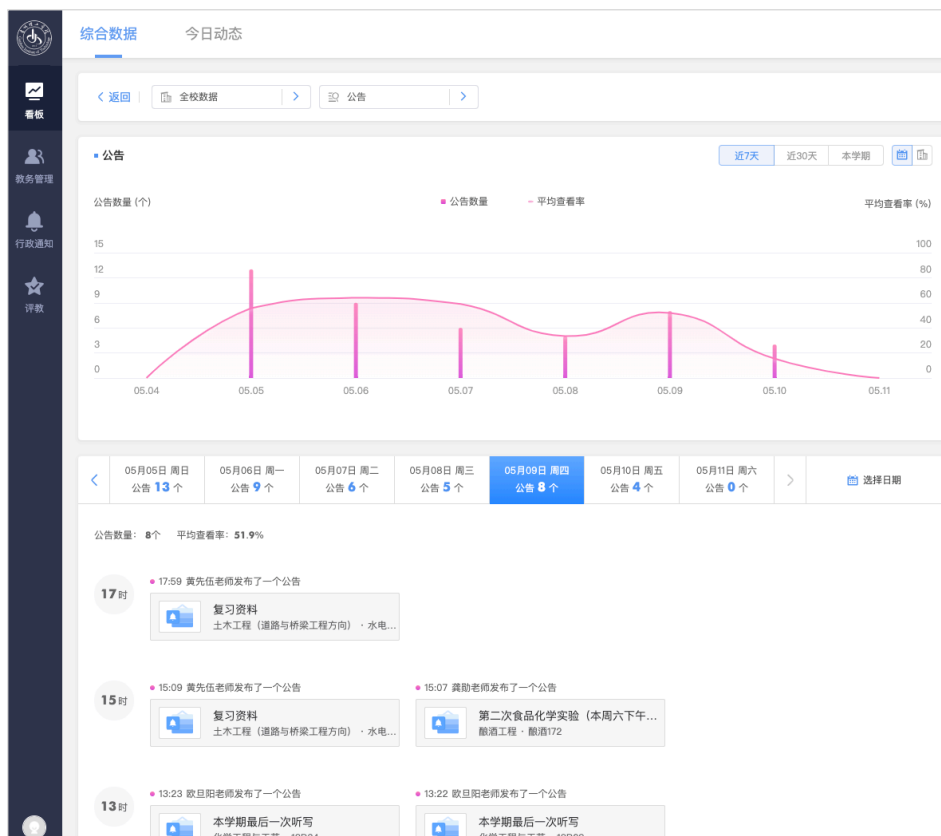 综合数据 今日动态
看板
教务管理
行政通知
评教
返回 全校数据 公告
公告 近7天 近30天 本学期
公告数量 (个) 公告数量 平均查看率 平均查看率 (%)
15 100
12 80
9 60
6 40
3 20
0 0
05.04 05.05 05.06 05.07 05.08 05.09 05.10 05.11
05月05日 周日 05月06日 周一 05月07日 周二 05月08日 周三 05月09日 周四 05月10日 周五 05月11日 周六 选择日期
公告 13 个 公告 9 个 公告 6 个 公告 5 个 公告 8 个 公告 4 个 公告 0 个
公告数量: 8个 平均查看率: 51.9%
17时
17:59 黄先伍老师发布了一个公告
复习资料
土木工程（道路与桥梁工程方向） · 水电...
15时
15:09 黄先伍老师发布了一个公告
复习资料
土木工程（道路与桥梁工程方向） · 水电...
15:07 龚勋老师发布了一个公告
第二次食品化学实验（本周六下午...
酿酒工程 · 酿酒172
13时
13:23 欧旦阳老师发布了一个公告
本学期最后一次听写
13:22 欧旦阳老师发布了一个公告
本学期最后一次听写